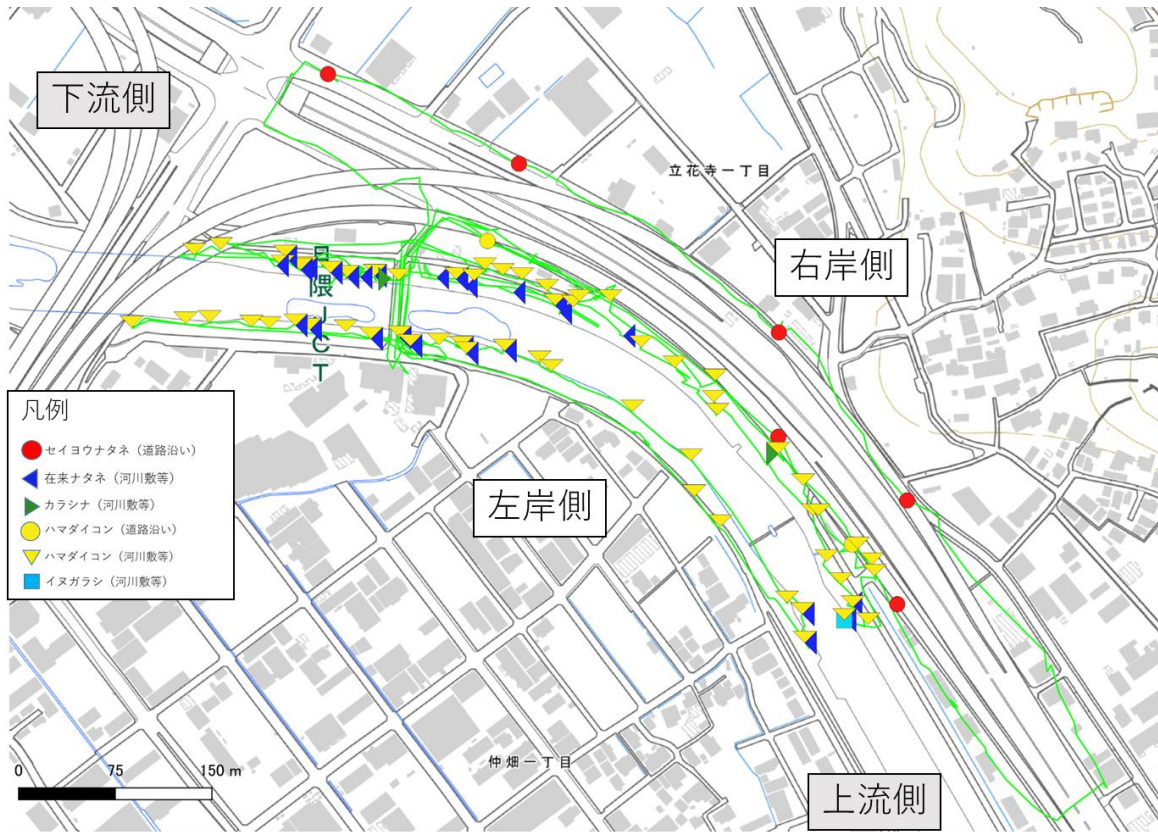 下流側
立花寺一丁目
右岸側
月隈JCT
凡例
セイヨウナタネ（道路沿い）
在来ナタネ（河川敷等）
カラシナ（河川敷等）
ハマダイコン（道路沿い）
ハマダイコン（河川敷等）
イヌガラシ（河川敷等）
左岸側
仲畑一丁目
0 75 150 m
上流側